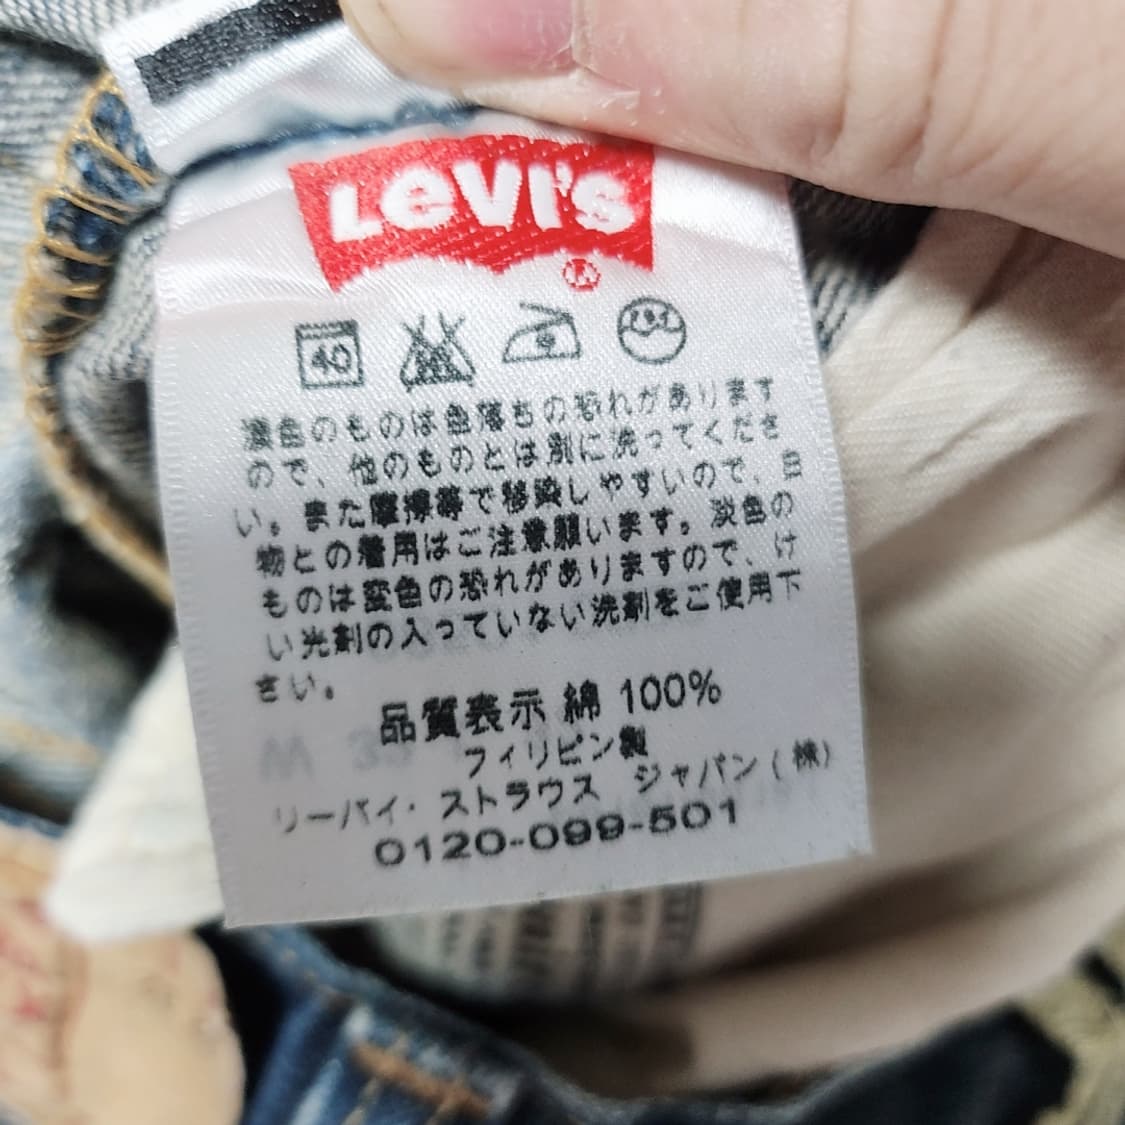 LEVI'S
®
40
濃色のものは色落ちの恐れがあります
ので、他のものとは別に洗ってくださ
い。また摩擦等で移染しやすいので、白
物との着用はご注意願います。淡色の
ものは変色の恐れがありますので、け
い光剤の入っていない洗剤をご使用下
さい。
品質表示 綿 100%
フィリピン製
リーバイ・ストラウス ジャパン(株)
0120-099-501